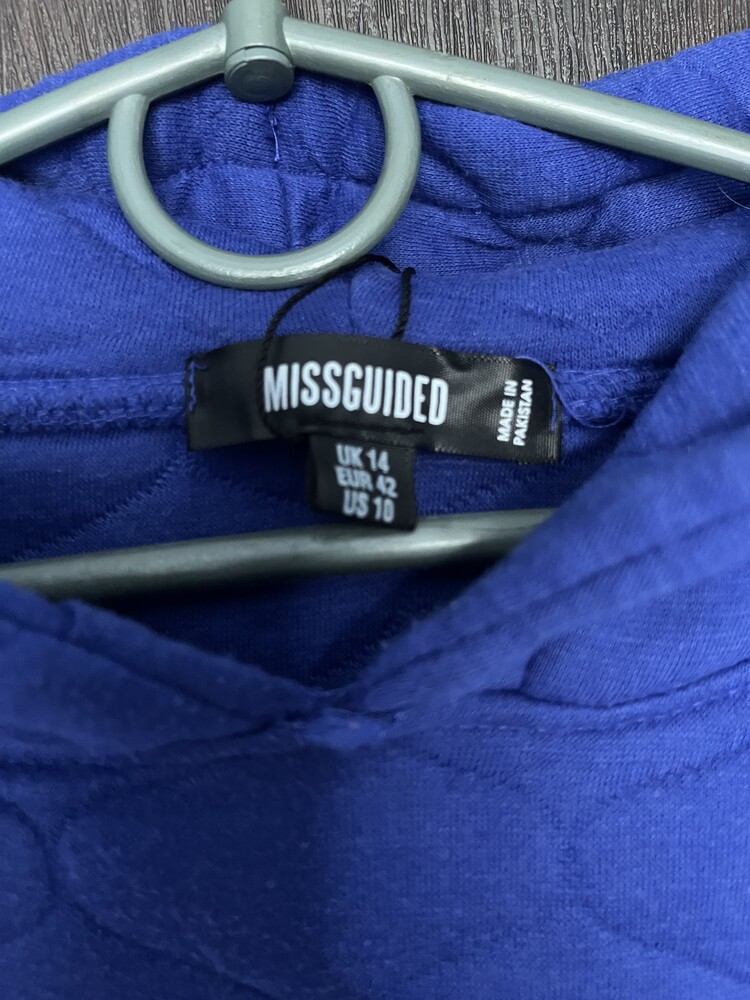 MISSGUIDED
MADE IN
PAKISTAN
UK 14
EUR 42
US 10